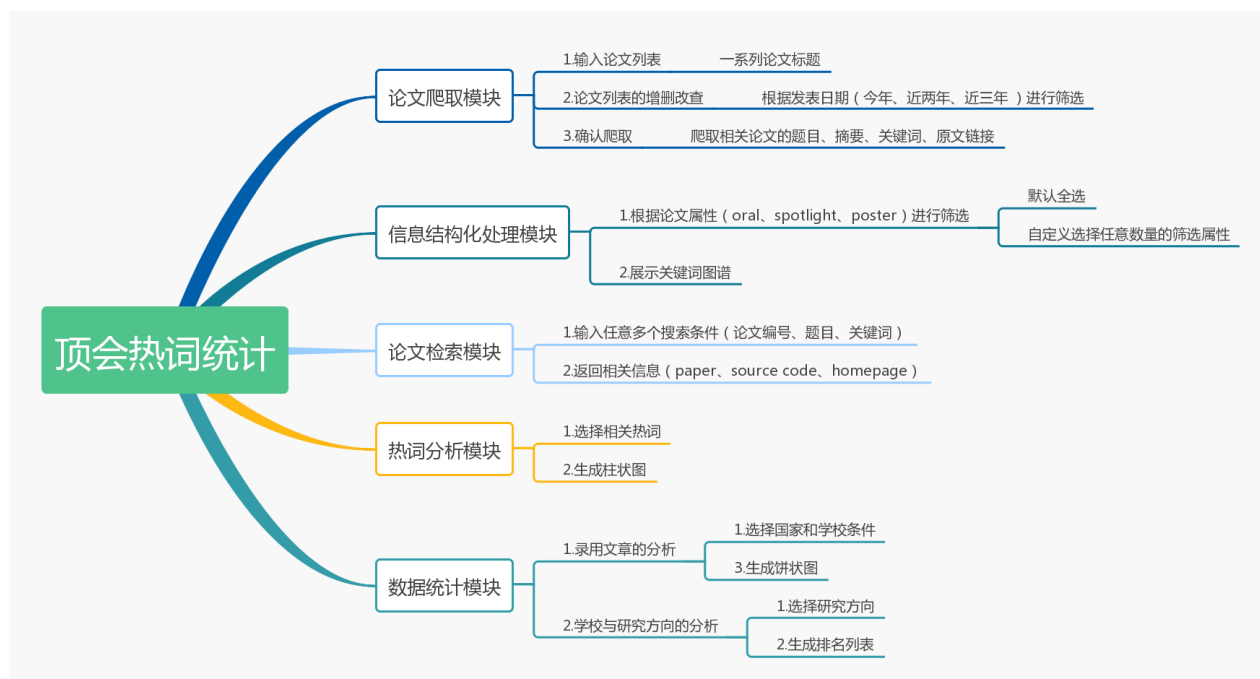 顶会热词统计
论文爬取模块
1.输入论文列表
一系列论文标题
2.论文列表的增删改查
根据发表日期（今年、近两年、近三年 ）进行筛选
3.确认爬取
爬取相关论文的题目、摘要、关键词、原文链接
信息结构化处理模块
1.根据论文属性（oral、spotlight、poster）进行筛选
默认全选
自定义选择任意数量的筛选属性
2.展示关键词图谱
论文检索模块
1.输入任意多个搜索条件（论文编号、题目、关键词）
2.返回相关信息（paper、source code、homepage）
热词分析模块
1.选择相关热词
2.生成柱状图
数据统计模块
1.录用文章的分析
1.选择国家和学校条件
3.生成饼状图
2.学校与研究方向的分析
1.选择研究方向
2.生成排名列表